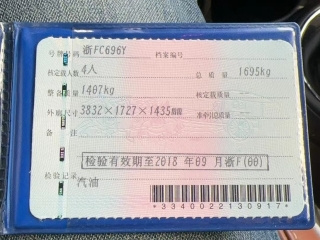 号牌号码 浙FC696Y 档案编号
核定载人数 4人 总质量 1695kg
整备质量 1407kg 核定载质量
外廓尺寸 3832×1727×1435mm 准牵引总质量
备注
检验有效期至2018年09月浙F(00)
检验记录 汽油
*3340022130917*